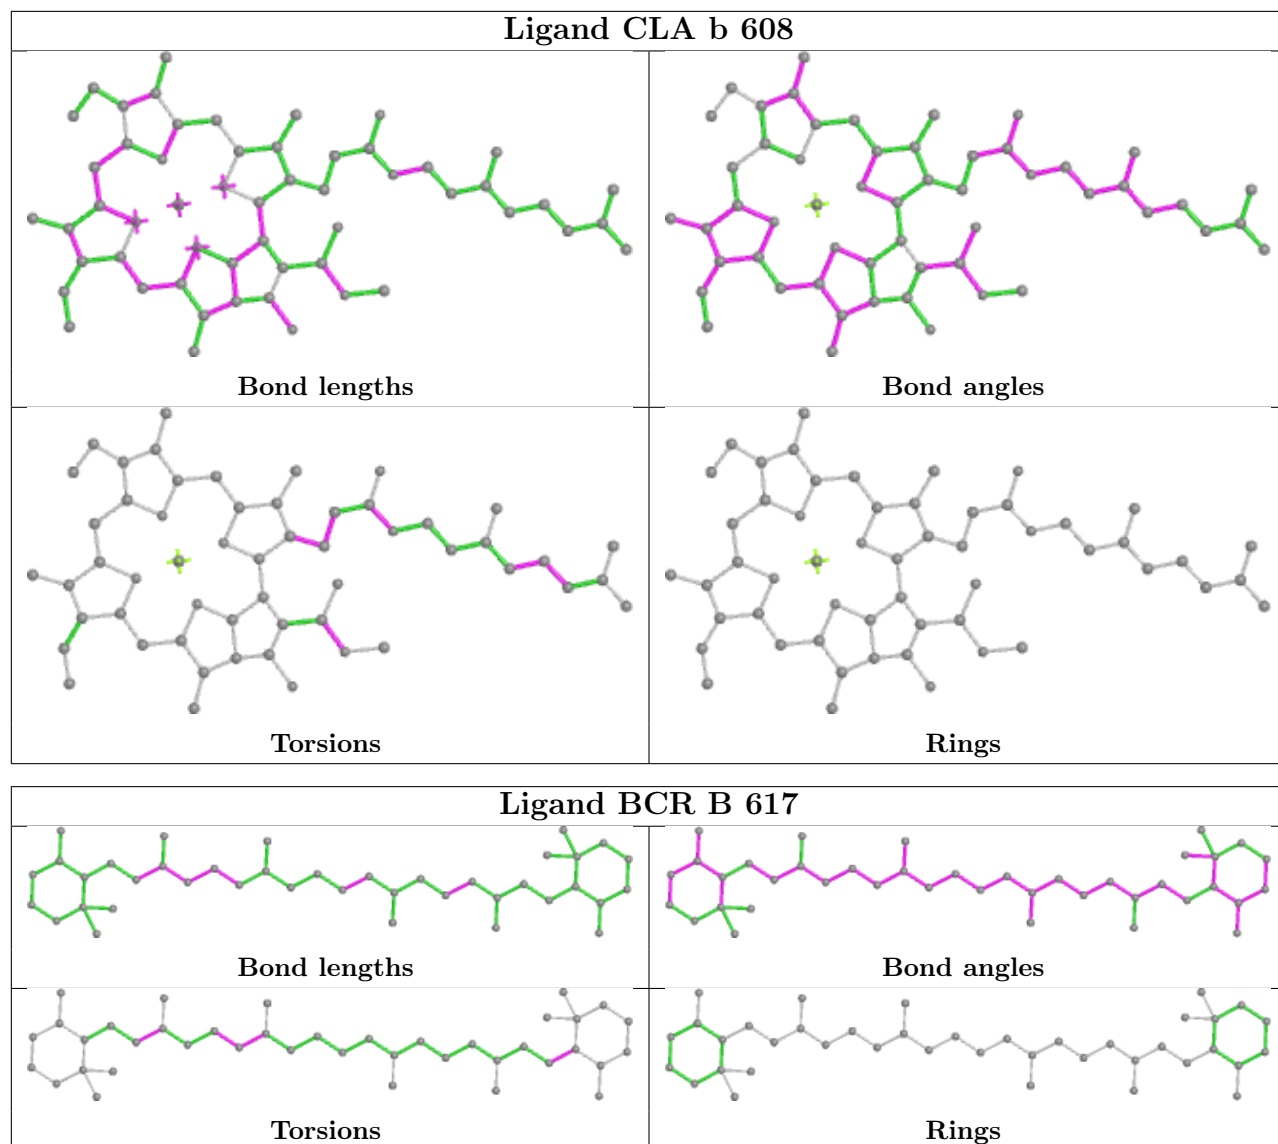 Ligand CLA b 608
Bond lengths
Bond angles
Torsions
Rings
Ligand BCR B 617
Bond lengths
Bond angles
Torsions
Rings